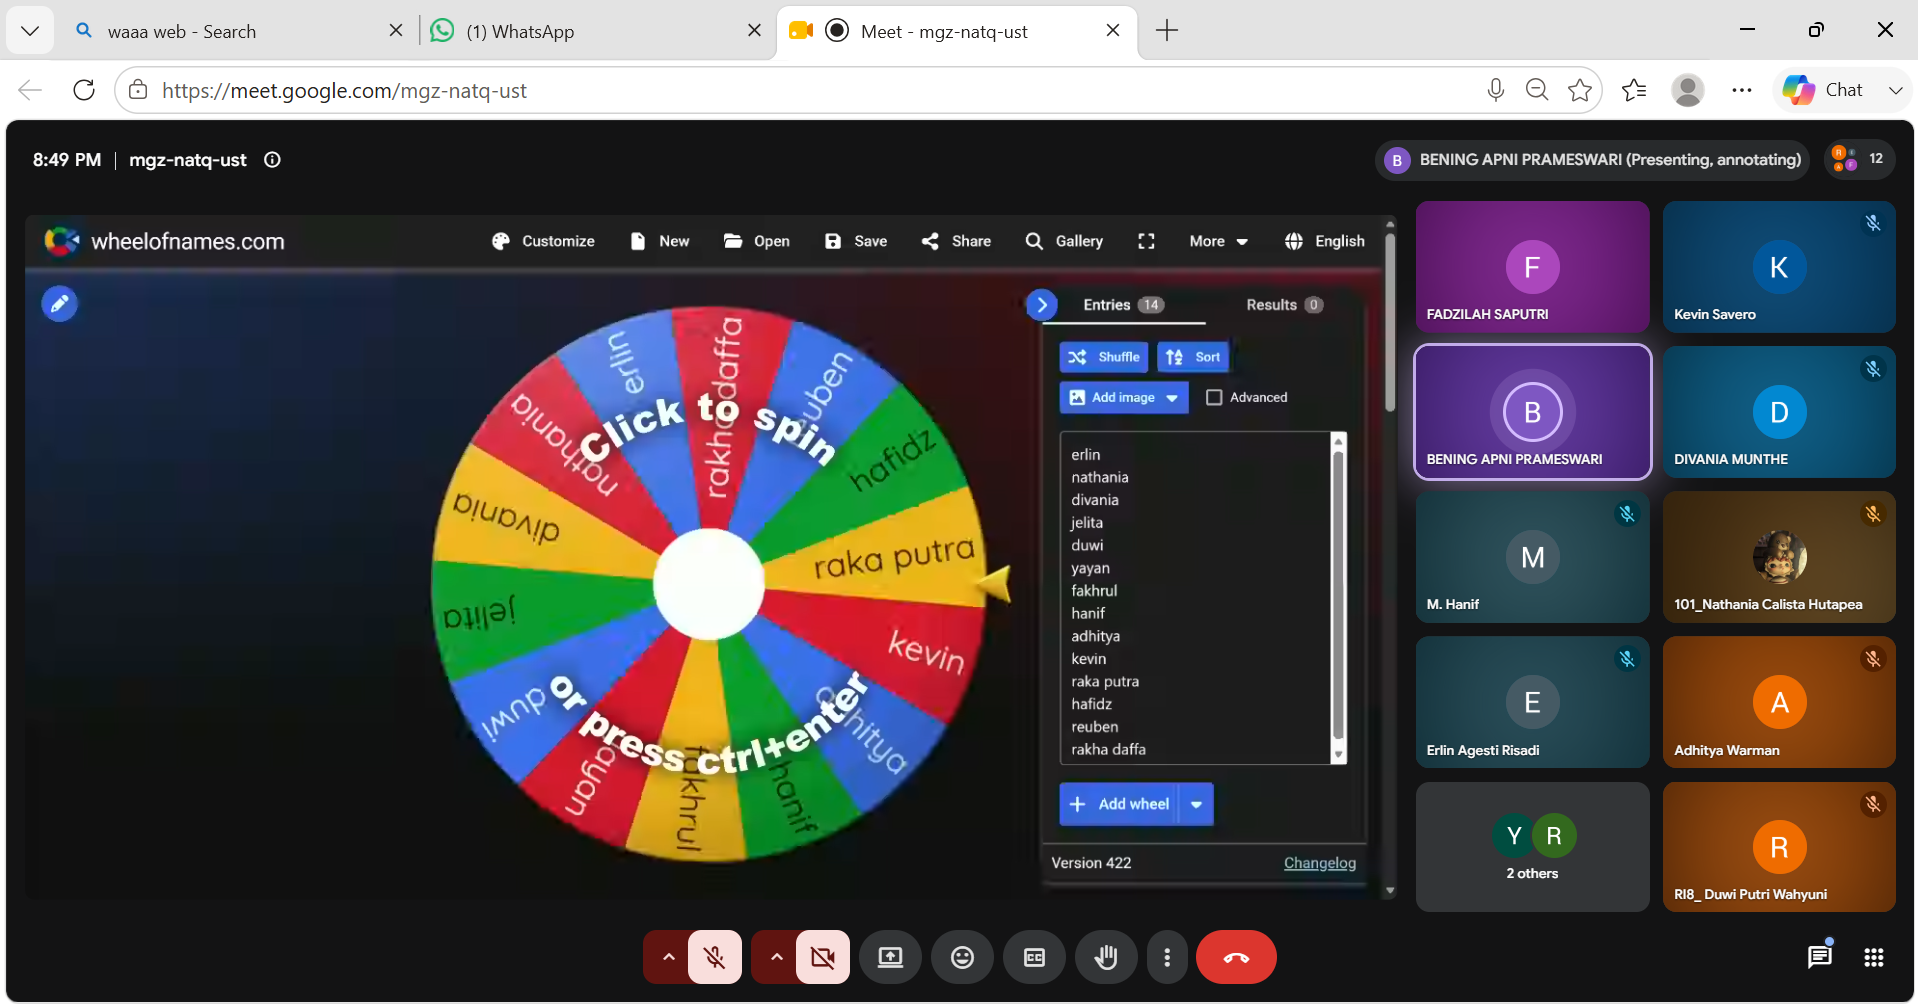 waaa web - Search
(1) WhatsApp
Meet - mgz-natq-ust
https://meet.google.com/mgz-natq-ust
Chat
8:49 PM | mgz-natq-ust
B BENING APNI PRAMESWARI (Presenting, annotating)
12
wheelofnames.com
Customize
New
Open
Save
Share
Gallery
More
English
Entries 14
Results 0
Shuffle
Sort
Add image
Advanced
erlin
nathania
divania
jelita
duwi
yayan
fakhrul
hanif
adhitya
kevin
raka putra
hafidz
reuben
rakha daffa
Add wheel
Version 422
Changelog
Click to spin
or press ctrl+enter
erlin
rakha daffa
hafidz
raka putra
kevin
hanif
fakhrul
duwi
jelita
divania
nathania
F
FADZILAH SAPUTRI
K
Kevin Savero
B
BENING APNI PRAMESWARI
D
DIVANIA MUNTHE
M
M. Hanif
101_Nathania Calista Hutapea
E
Erlin Agesti Risadi
A
Adhitya Warman
Y R
2 others
R
RI8_ Duwi Putri Wahyuni
CC